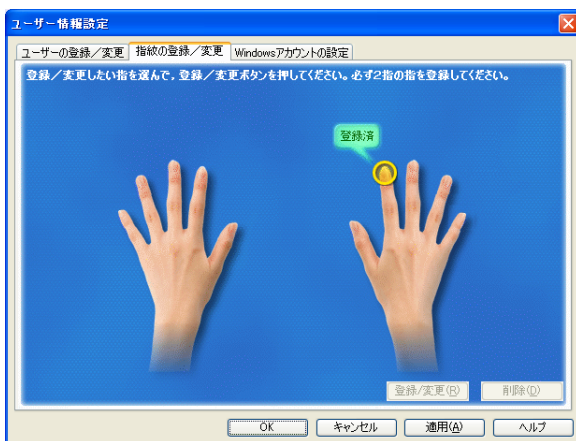 ユーザー情報設定
ユーザーの登録／変更 指紋の登録／変更 Windowsアカウントの設定
登録／変更したい指を選んで，登録／変更ボタンを押してください。必ず2指の指を登録してください。
登録済
登録/変更(R) 削除(D)
OK キャンセル 適用(A) ヘルプ